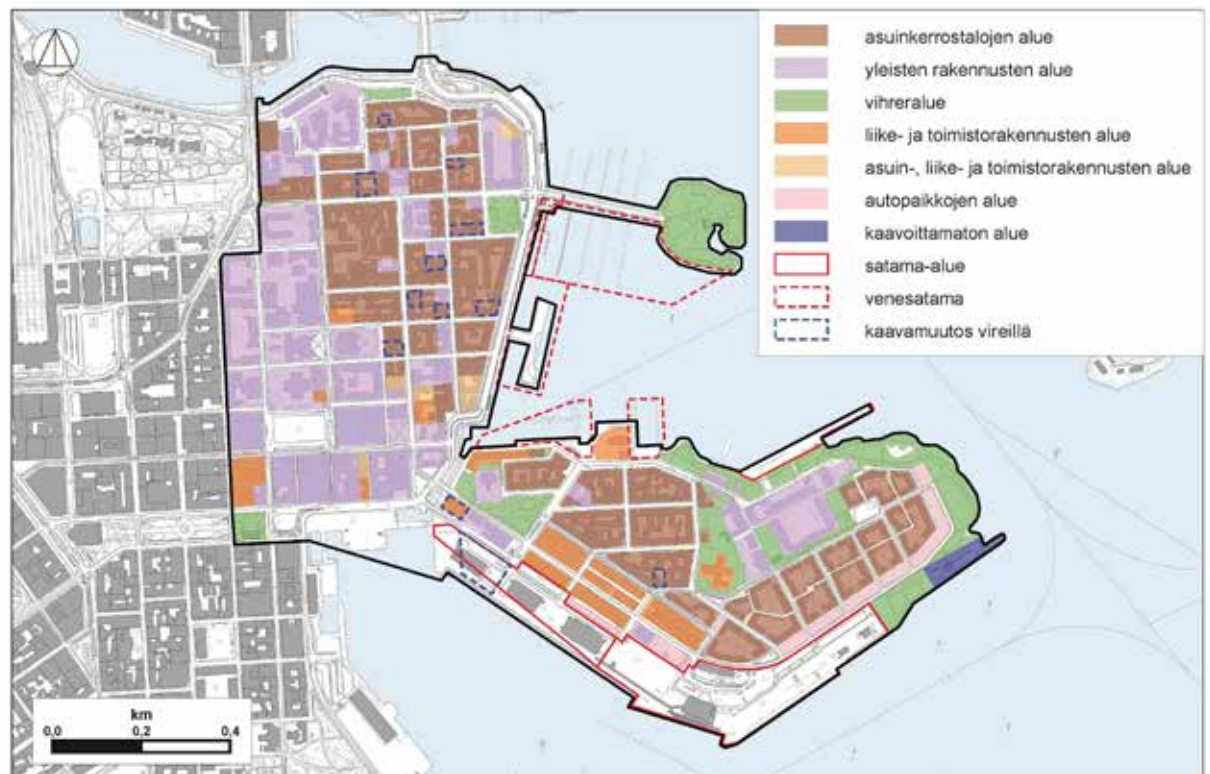 asuinkerrostalojen alue
yleisten rakennusten alue
vihreralue
liike- ja toimistorakennusten alue
asuin-, liike- ja toimistorakennusten alue
autopaikkojen alue
kaavoittamaton alue
satama-alue
venesatama
kaavamuutos vireillä
km
0,0 0,2 0,4